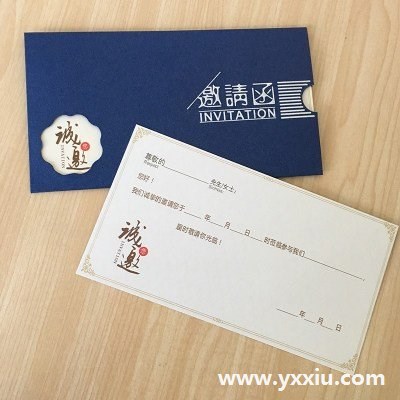 邀請函
INVITATION
诚邀
尊敬的
先生/女士:
您好!
我们诚挚的邀请您于 年 月 日 时莅临参与我们
届时敬请你光临!
诚邀
年 月 日
www.yxxiu.com